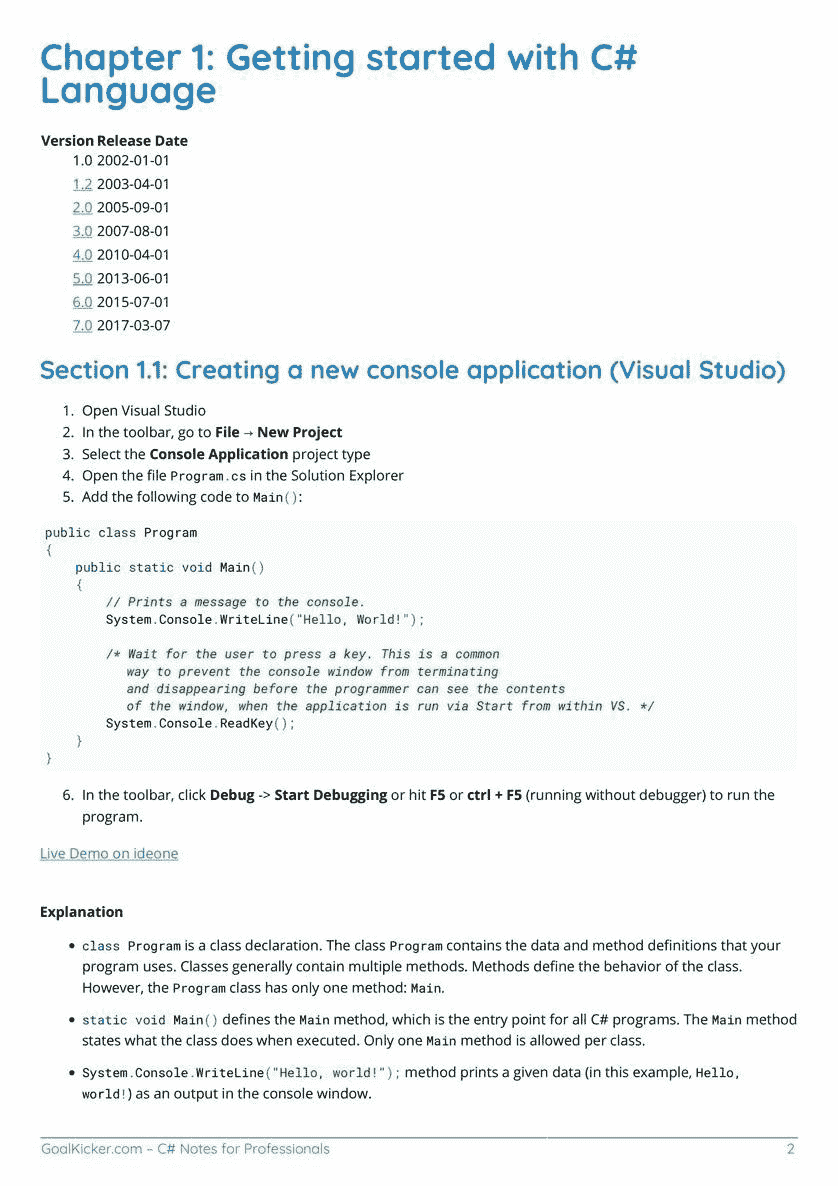 Chapter 1: Getting started with C#
Language
Version Release Date
1.0 2002-01-01
1.2 2003-04-01
2.0 2005-09-01
3.0 2007-08-01
4.0 2010-04-01
5.0 2013-06-01
6.0 2015-07-01
7.0 2017-03-07
Section 1.1: Creating a new console application (Visual Studio)
1. Open Visual Studio
2. In the toolbar, go to File → New Project
3. Select the Console Application project type
4. Open the file Program.cs in the Solution Explorer
5. Add the following code to Main():
public class Program
{
    public static void Main()
    {
        // Prints a message to the console.
        System.Console.WriteLine("Hello, World!");
        /* Wait for the user to press a key. This is a common
           way to prevent the console window from terminating
           and disappearing before the programmer can see the contents
           of the window, when the application is run via Start from within VS. */
        System.Console.ReadKey();
    }
}
6. In the toolbar, click Debug -> Start Debugging or hit F5 or ctrl + F5 (running without debugger) to run the
program.
Live Demo on ideone
Explanation
• class Program is a class declaration. The class Program contains the data and method definitions that your
program uses. Classes generally contain multiple methods. Methods define the behavior of the class.
However, the Program class has only one method: Main.
• static void Main() defines the Main method, which is the entry point for all C# programs. The Main method
states what the class does when executed. Only one Main method is allowed per class.
• System.Console.WriteLine("Hello, world!"); method prints a given data (in this example, Hello,
world!) as an output in the console window.
GoalKicker.com – C# Notes for Professionals 2